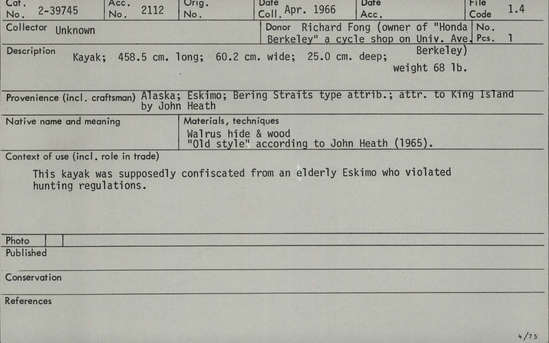 Cat. No. 2-39745 Acc. No. 2112 Orig. No. Date Coll. Apr. 1966 Date Acc. File Code 1.4
Collector Unknown Donor Richard Fong (owner of "Honda No.
Berkeley" a cycle shop on Univ. Ave. Pcs. 1
Description Berkeley)
Kayak; 458.5 cm. long; 60.2 cm. wide; 25.0 cm. deep;
weight 68 lb.
Provenience (incl. craftsman) Alaska; Eskimo; Bering Straits type attrib.; attr. to King Island
by John Heath
Native name and meaning Materials, techniques
Walrus hide & wood
"Old style" according to John Heath (1965).
Context of use (incl. role in trade)
This kayak was supposedly confiscated from an elderly Eskimo who violated
hunting regulations.
Photo
Published
Conservation
References
4/75